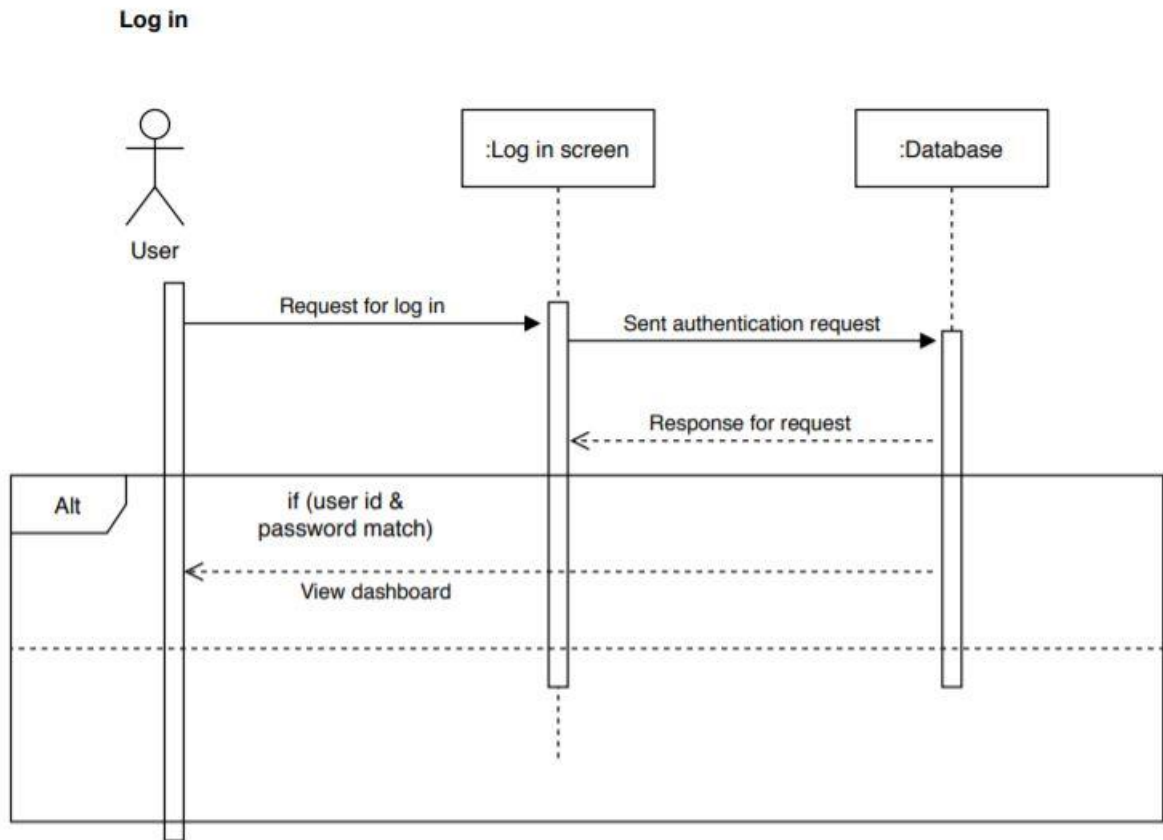 Log in
:Log in screen
:Database
User
Request for log in
Sent authentication request
Response for request
Alt
if (user id &
password match)
View dashboard